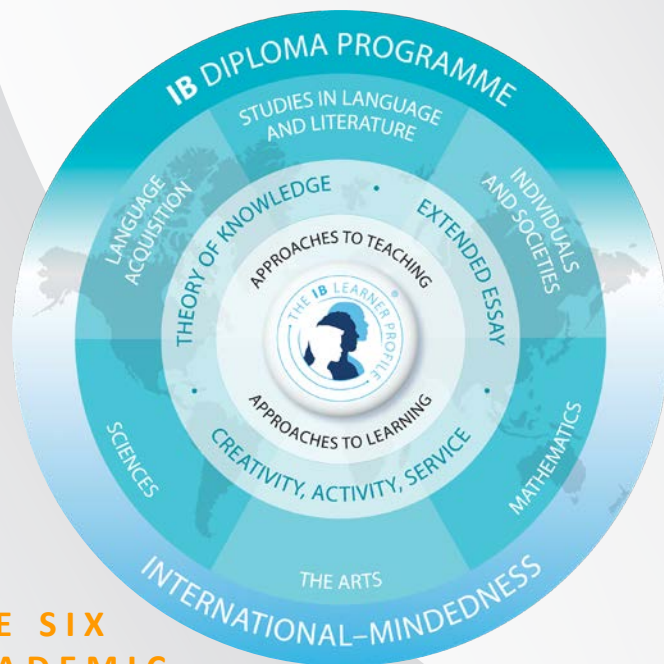 IB DIPLOMA PROGRAMME
STUDIES IN LANGUAGE
AND LITERATURE
LANGUAGE
ACQUISITION
INDIVIDUALS
AND SOCIETIES
THEORY OF KNOWLEDGE
EXTENDED ESSAY
APPROACHES TO TEACHING
THE IB LEARNER PROFILE ®
APPROACHES TO LEARNING
CREATIVITY, ACTIVITY, SERVICE
SCIENCES
MATHEMATICS
THE ARTS
INTERNATIONAL–MINDEDNESS
E SIX